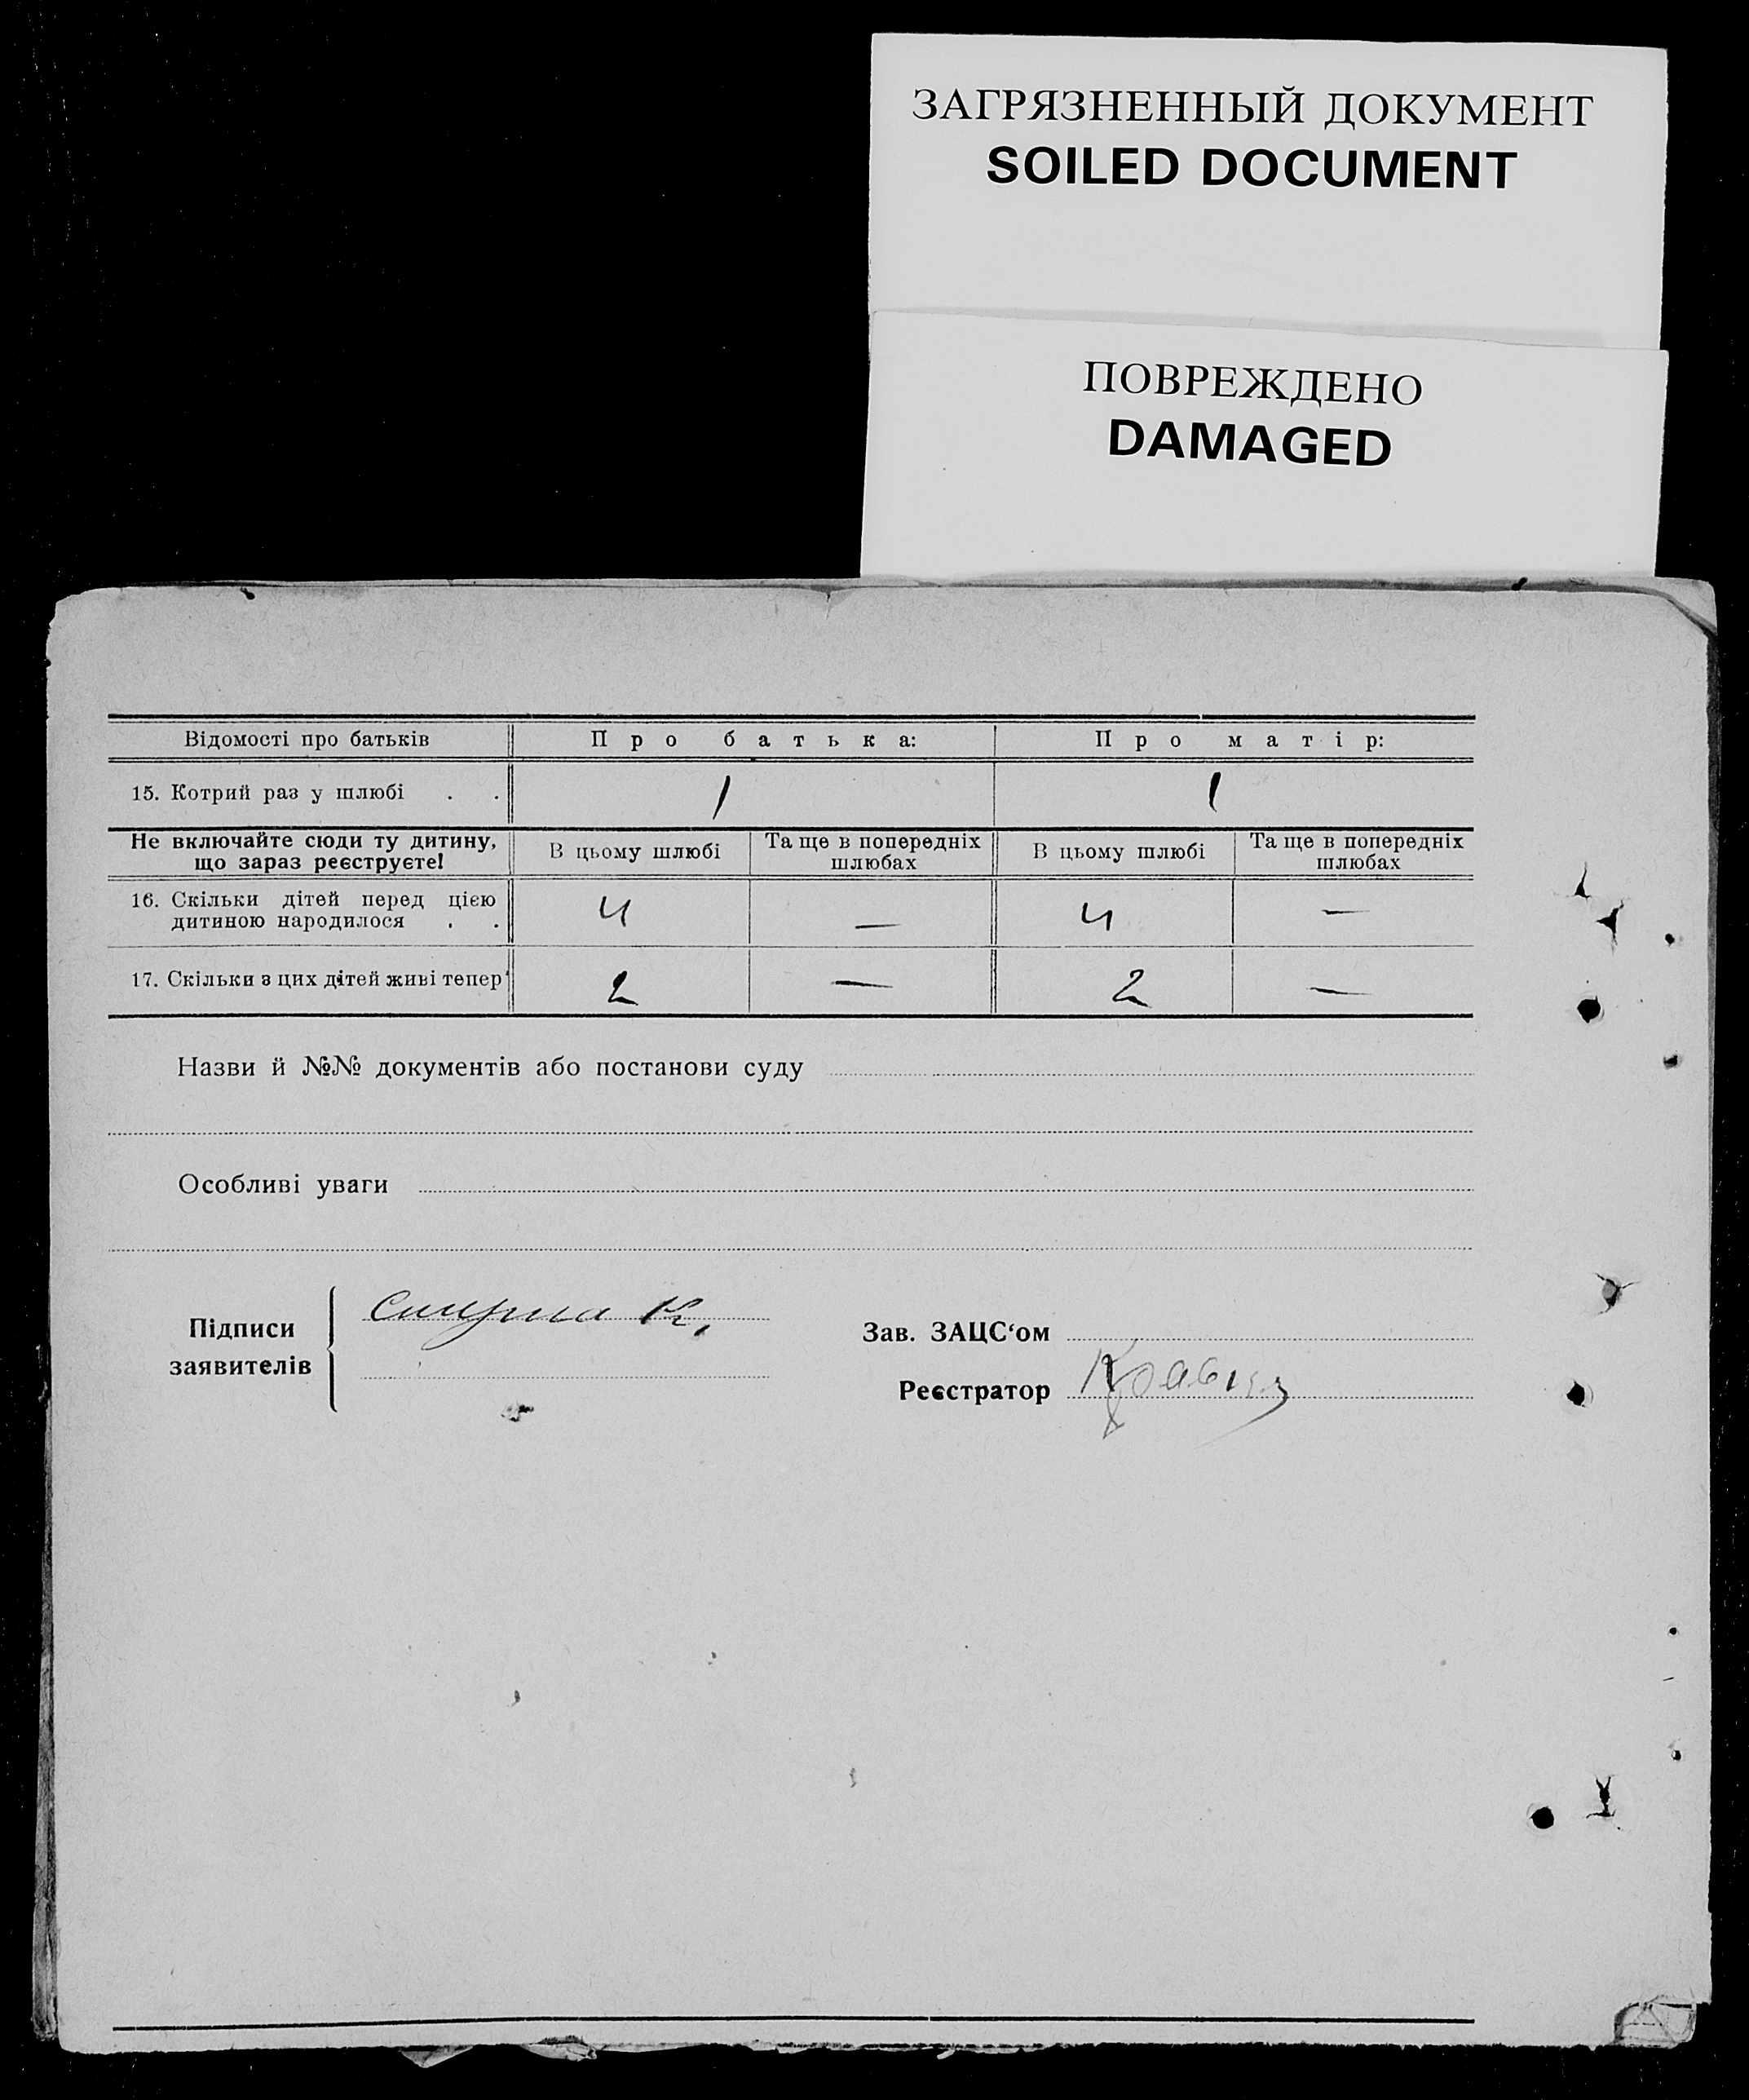 ЗАГРЯЗНЕННЫЙ ДОКУМЕНТ
SOILED DOCUMENT
ПОВРЕЖДЕНО
DAMAGED
Відомості про батьків Про батька: Про матір:
15. Котрий раз у шлюбі . . 1 1
Не включайте сюди ту дитину, що зараз реєструєте! В цьому шлюбі Та ще в попередніх шлюбах В цьому шлюбі Та ще в попередніх шлюбах
16. Скільки дітей перед цією
дитиною народилося . . 4 — 4 —
17. Скільки з цих дітей живі тепер 2 — 2 —
Назви й №№ документів або постанови суду
Особливі уваги
Підписи
заявителів
К.
Зав. ЗАЦС‘ом
Реєстратор